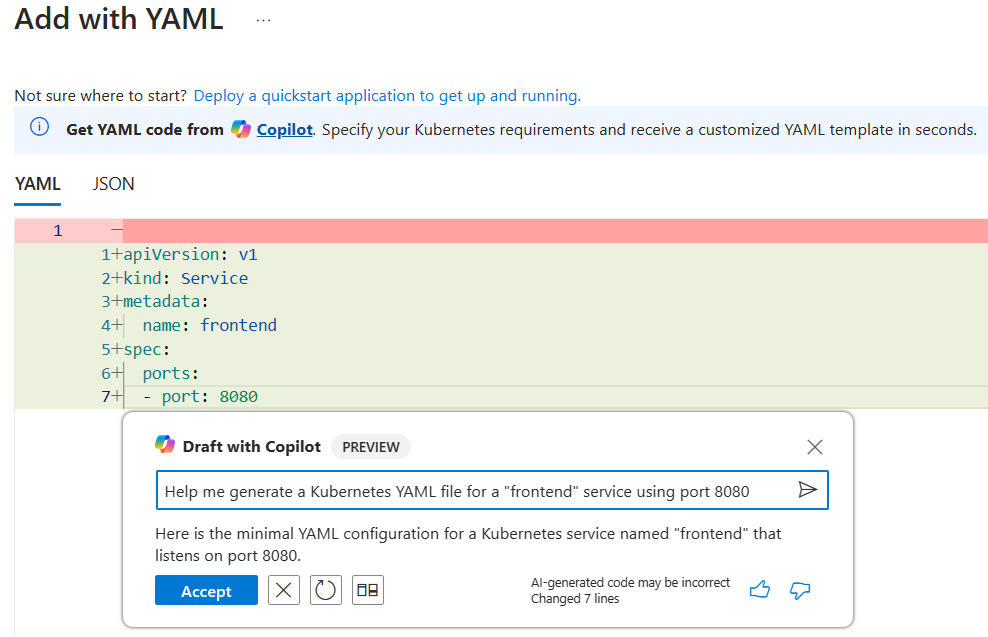 Add with YAML ...
Not sure where to start? Deploy a quickstart application to get up and running.
Get YAML code from Copilot. Specify your Kubernetes requirements and receive a customized YAML template in seconds.
YAML JSON
1 −
1+apiVersion: v1
2+kind: Service
3+metadata:
4+  name: frontend
5+spec:
6+  ports:
7+  - port: 8080
Draft with Copilot PREVIEW
Help me generate a Kubernetes YAML file for a "frontend" service using port 8080
Here is the minimal YAML configuration for a Kubernetes service named "frontend" that
listens on port 8080.
Accept
AI-generated code may be incorrect
Changed 7 lines